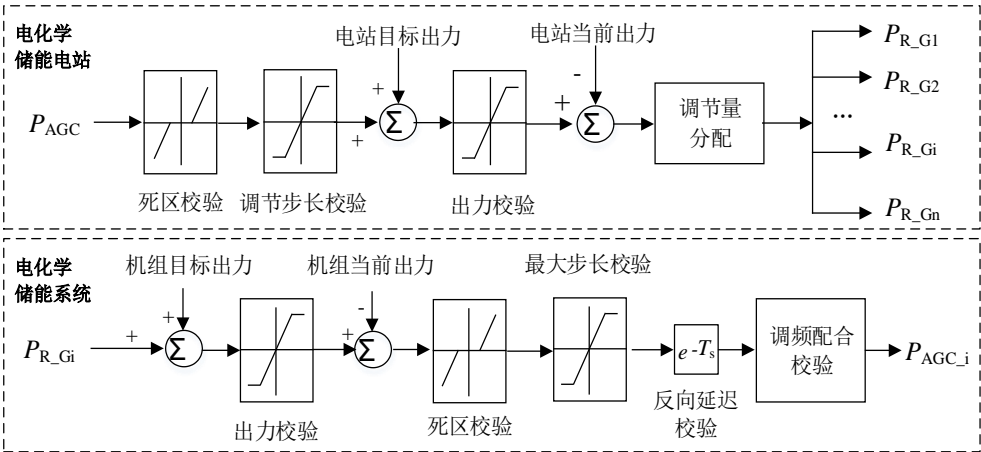 电化学
储能电站
电站目标出力
电站当前出力
P_AGC
+
+
Σ
+
-
Σ
调节量
分配
P_R_G1
P_R_G2
...
P_R_Gi
P_R_Gn
死区校验
调节步长校验
出力校验
电化学
储能系统
机组目标出力
机组当前出力
最大步长校验
P_R_Gi
+
+
Σ
+
-
Σ
e -Ts
调频配合
校验
P_AGC_i
出力校验
死区校验
反向延迟
校验